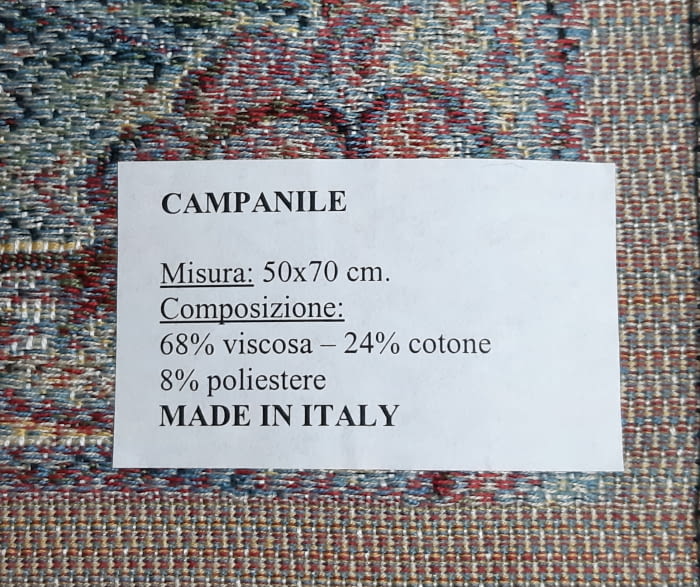 CAMPANILE
Misura: 50x70 cm.
Composizione:
68% viscosa – 24% cotone
8% poliestere
MADE IN ITALY